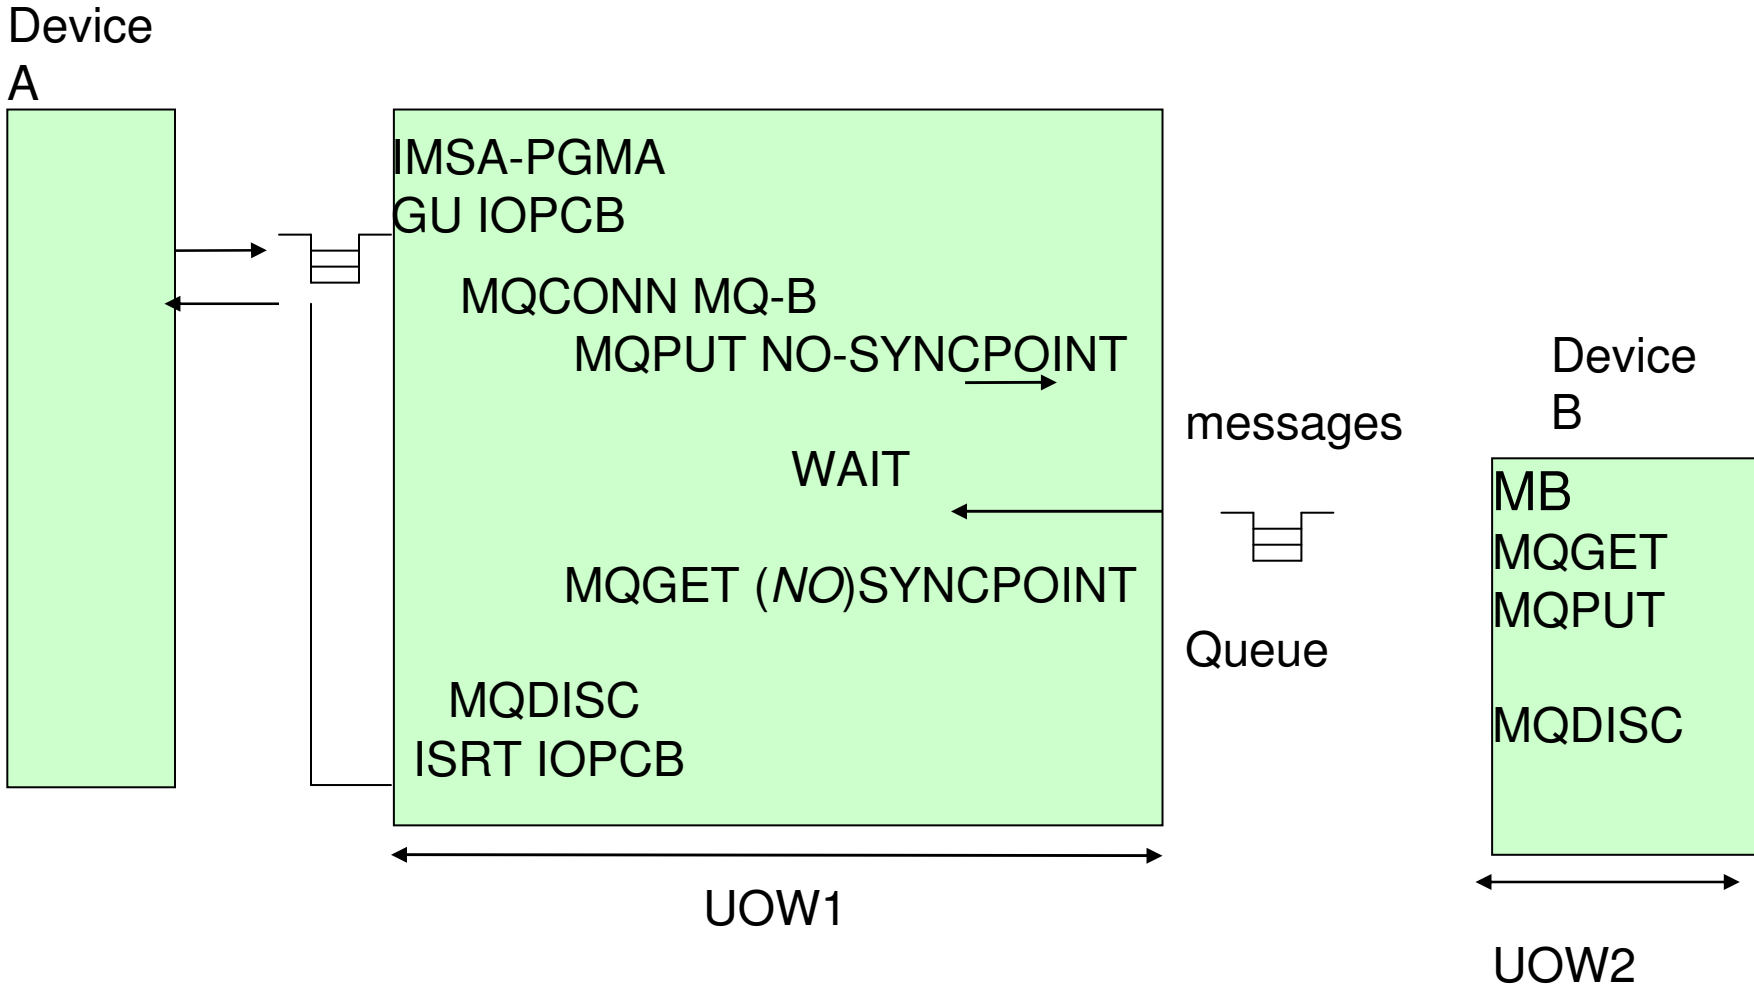 Device
A
IMSA-PGMA
GU IOPCB
MQCONN MQ-B
MQPUT NO-SYNCPOINT
WAIT
MQGET (NO)SYNCPOINT
MQDISC
ISRT IOPCB
UOW1
messages
Queue
Device
B
MB
MQGET
MQPUT
MQDISC
UOW2